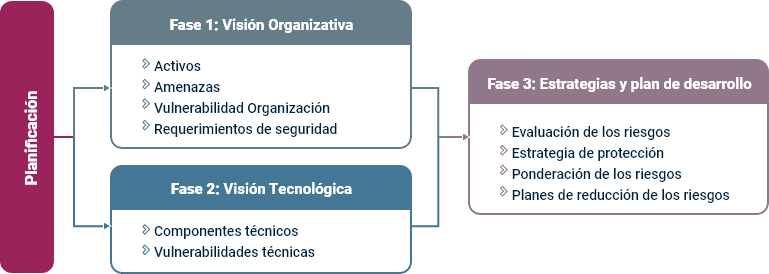 Planificación
Fase 1: Visión Organizativa
Activos
Amenazas
Vulnerabilidad Organización
Requerimientos de seguridad
Fase 2: Visión Tecnológica
Componentes técnicos
Vulnerabilidades técnicas
Fase 3: Estrategias y plan de desarrollo
Evaluación de los riesgos
Estrategia de protección
Ponderación de los riesgos
Planes de reducción de los riesgos